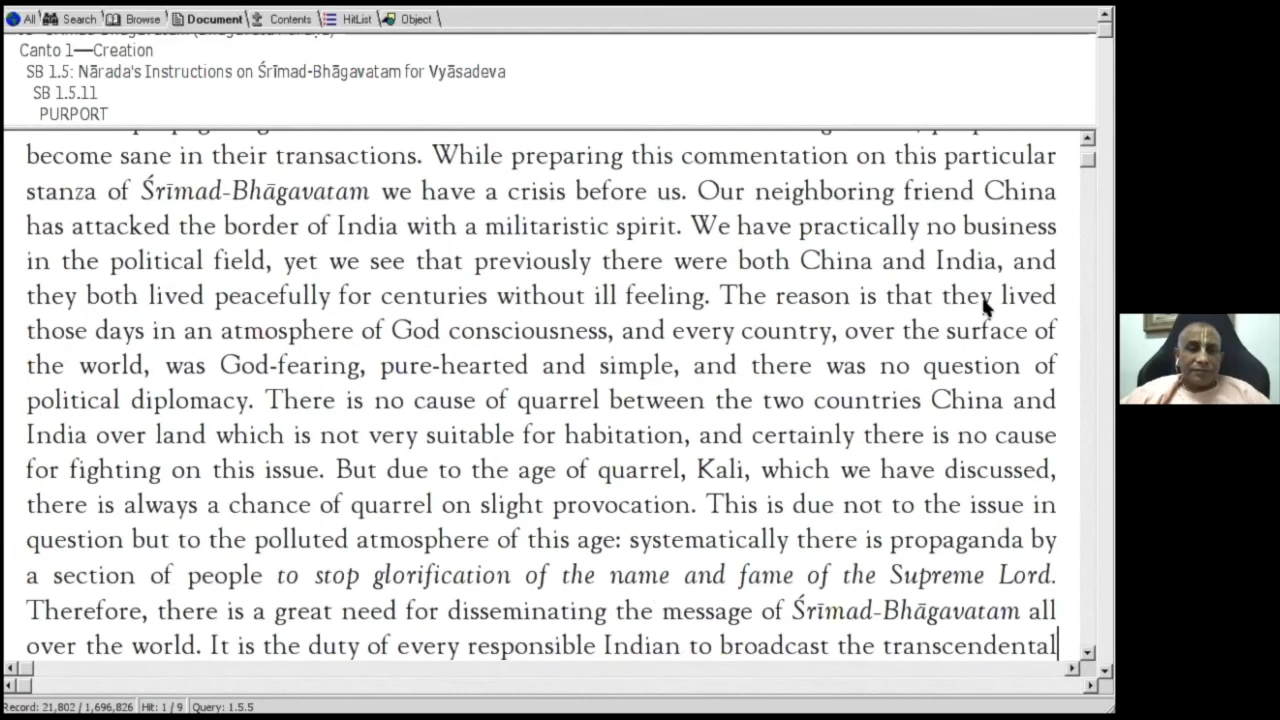 All Search Browse Document Contents HitList Object
Canto 1—Creation
SB 1.5: Nārada's Instructions on Śrīmad-Bhāgavatam for Vyāsadeva
SB 1.5.11
PURPORT
become sane in their transactions. While preparing this commentation on this particular
stanza of Śrīmad-Bhāgavatam we have a crisis before us. Our neighboring friend China
has attacked the border of India with a militaristic spirit. We have practically no business
in the political field, yet we see that previously there were both China and India, and
they both lived peacefully for centuries without ill feeling. The reason is that they lived
those days in an atmosphere of God consciousness, and every country, over the surface of
the world, was God-fearing, pure-hearted and simple, and there was no question of
political diplomacy. There is no cause of quarrel between the two countries China and
India over land which is not very suitable for habitation, and certainly there is no cause
for fighting on this issue. But due to the age of quarrel, Kali, which we have discussed,
there is always a chance of quarrel on slight provocation. This is due not to the issue in
question but to the polluted atmosphere of this age: systematically there is propaganda by
a section of people to stop glorification of the name and fame of the Supreme Lord.
Therefore, there is a great need for disseminating the message of Śrīmad-Bhāgavatam all
over the world. It is the duty of every responsible Indian to broadcast the transcendental
Record: 21,802 / 1,696,826 Hit: 1 / 9 Query: 1.5.5